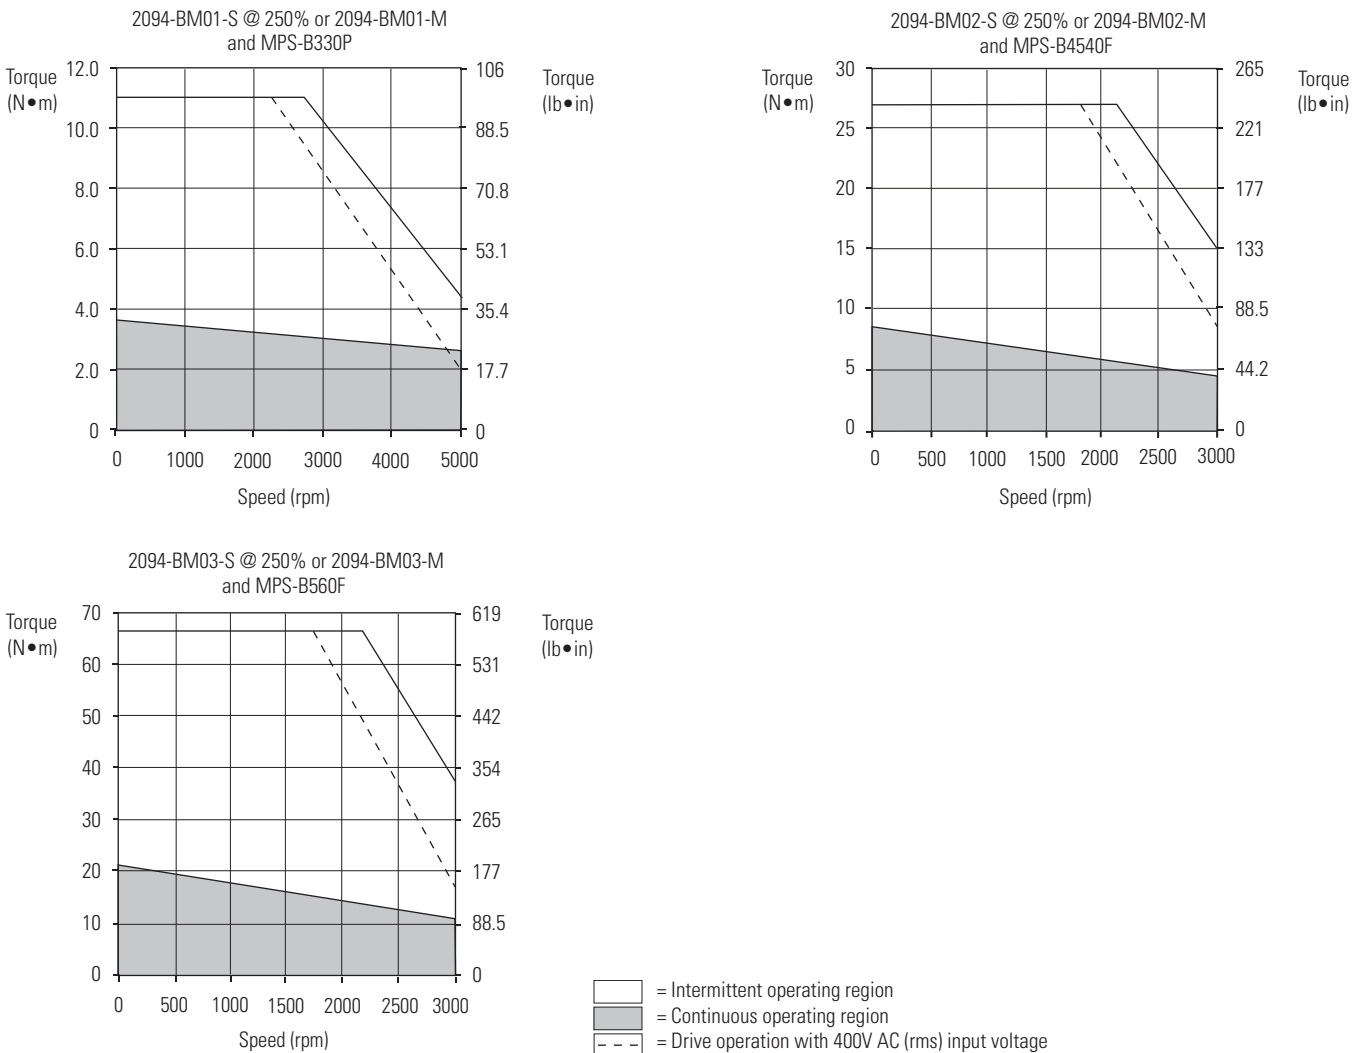 2094-BM01-S @ 250% or 2094-BM01-M
and MPS-B330P
Torque
(N•m)
12.0
10.0
8.0
6.0
4.0
2.0
0
106
88.5
70.8
53.1
35.4
17.7
0
Torque
(lb•in)
0 1000 2000 3000 4000 5000
Speed (rpm)
2094-BM02-S @ 250% or 2094-BM02-M
and MPS-B4540F
Torque
(N•m)
30
25
20
15
10
5
0
265
221
177
133
88.5
44.2
0
Torque
(lb•in)
0 500 1000 1500 2000 2500 3000
Speed (rpm)
2094-BM03-S @ 250% or 2094-BM03-M
and MPS-B560F
Torque
(N•m)
70
60
50
40
30
20
10
0
619
531
442
354
265
177
88.5
0
Torque
(lb•in)
0 500 1000 1500 2000 2500 3000
Speed (rpm)
= Intermittent operating region
= Continuous operating region
= Drive operation with 400V AC (rms) input voltage